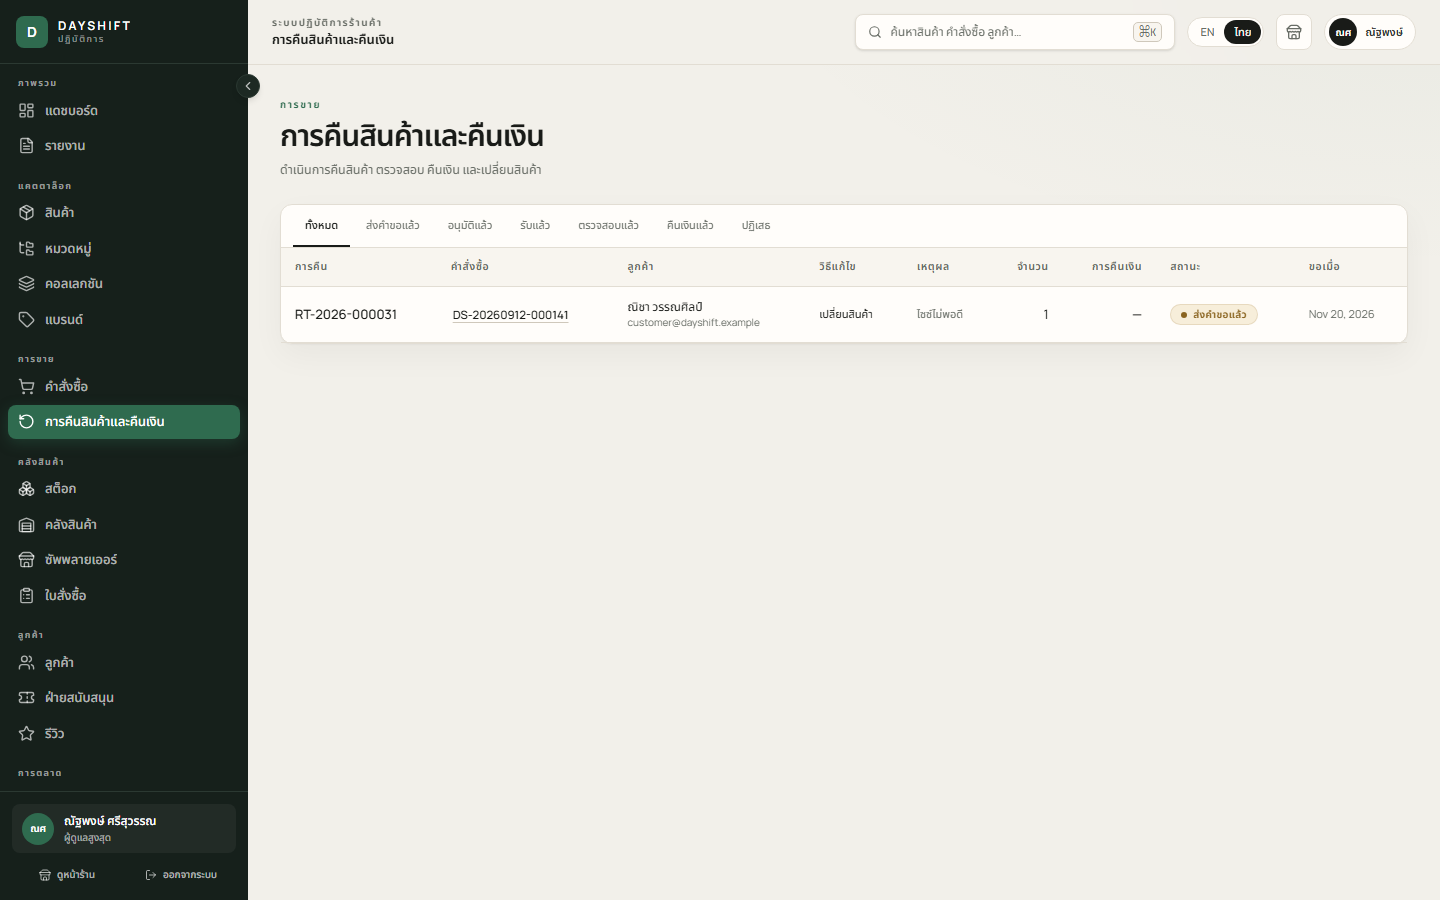 D DAYSHIFT
ปฏิบัติการ
ภาพรวม
แดชบอร์ด
รายงาน
แคตตาล็อก
สินค้า
หมวดหมู่
คอลเลกชัน
แบรนด์
การขาย
คำสั่งซื้อ
การคืนสินค้าและคืนเงิน
คลังสินค้า
สต็อก
คลังสินค้า
ซัพพลายเออร์
ใบสั่งซื้อ
ลูกค้า
ลูกค้า
ฝ่ายสนับสนุน
รีวิว
การตลาด
ณศ ณัฐพงษ์ ศรีสุวรรณ
ผู้ดูแลสูงสุด
ดูหน้าร้าน ออกจากระบบ
ระบบปฏิบัติการร้านค้า
การคืนสินค้าและคืนเงิน
ค้นหาสินค้า คำสั่งซื้อ ลูกค้า... ⌘K EN ไทย ณศ ณัฐพงษ์
การขาย
การคืนสินค้าและคืนเงิน
ดำเนินการคืนสินค้า ตรวจสอบ คืนเงิน และเปลี่ยนสินค้า
ทั้งหมด ส่งคำขอแล้ว อนุมัติแล้ว รับแล้ว ตรวจสอบแล้ว คืนเงินแล้ว ปฏิเสธ
การคืน คำสั่งซื้อ ลูกค้า วิธีแก้ไข เหตุผล จำนวน การคืนเงิน สถานะ ขอเมื่อ
RT-2026-000031 DS-20260912-000141 ณิชา วรรณศิลป์ เปลี่ยนสินค้า ไซซ์ไม่พอดี 1 — ส่งคำขอแล้ว Nov 20, 2026
customer@dayshift.example